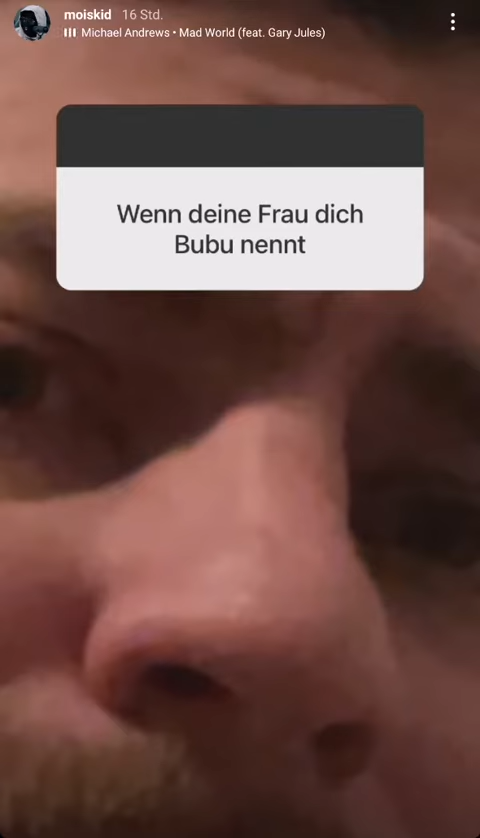 moiskid 16 Std.
Michael Andrews • Mad World (feat. Gary Jules)
Wenn deine Frau dich
Bubu nennt